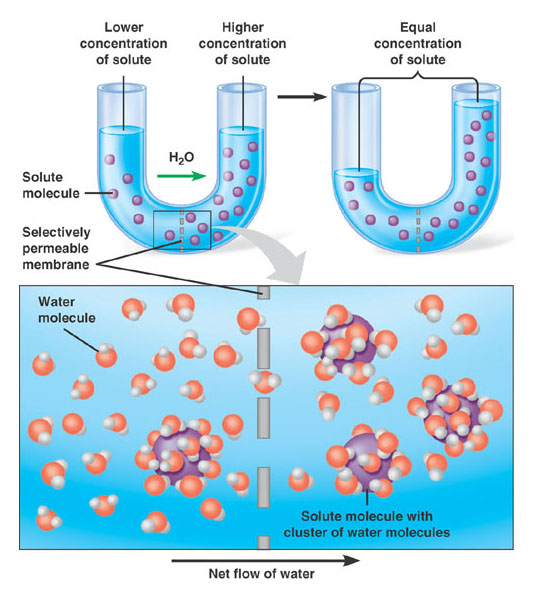 Lower
concentration
of solute
Higher
concentration
of solute
Equal
concentration
of solute
H₂O
Solute
molecule
Selectively
permeable
membrane
Water
molecule
Solute molecule with
cluster of water molecules
Net flow of water